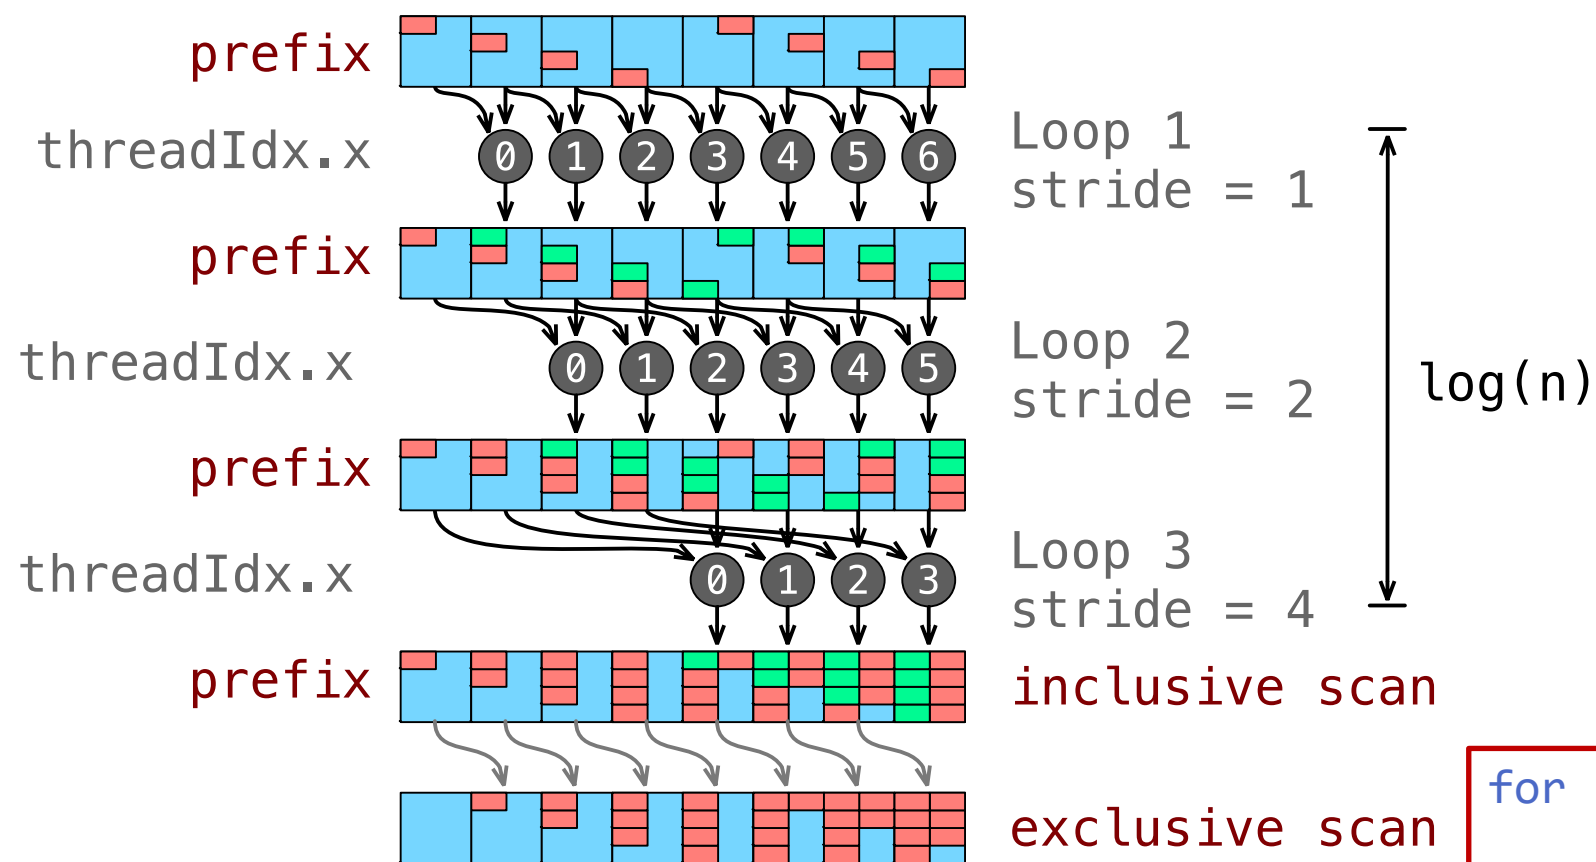 prefix
threadIdx.x 0 1 2 3 4 5 6
Loop 1
stride = 1
prefix
threadIdx.x 0 1 2 3 4 5
Loop 2
stride = 2
log(n)
prefix
threadIdx.x 0 1 2 3
Loop 3
stride = 4
prefix
inclusive scan
exclusive scan
for